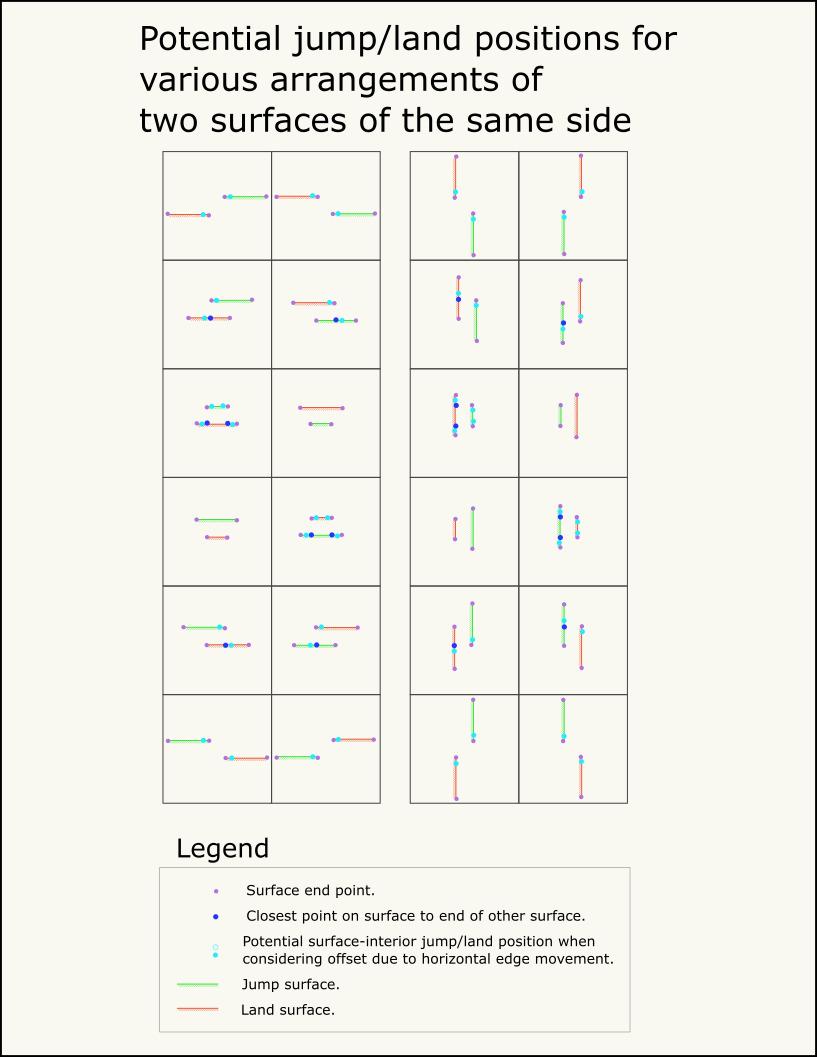 Potential jump/land positions for
various arrangements of
two surfaces of the same side
Legend
Surface end point.
Closest point on surface to end of other surface.
Potential surface-interior jump/land position when
considering offset due to horizontal edge movement.
Jump surface.
Land surface.